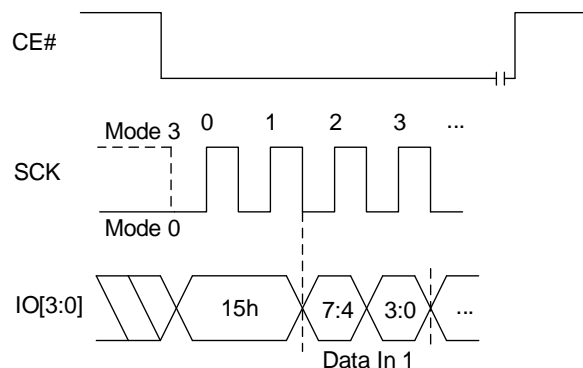 CE#
Mode 3 0 1 2 3 ...
SCK
Mode 0
IO[3:0] 15h 7:4 3:0 ...
Data In 1